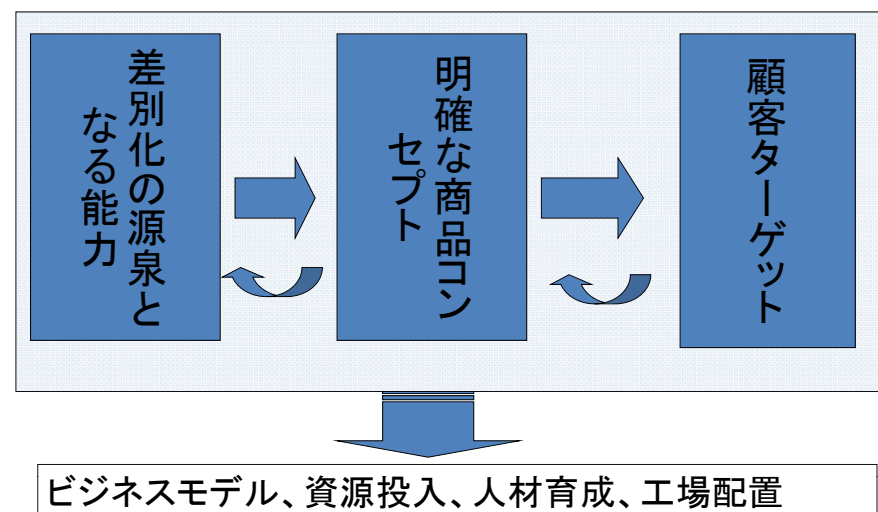 差別化の源泉と
なる能力
明確な商品コン
セプト
顧客ターゲット
ビジネスモデル、資源投入、人材育成、工場配置